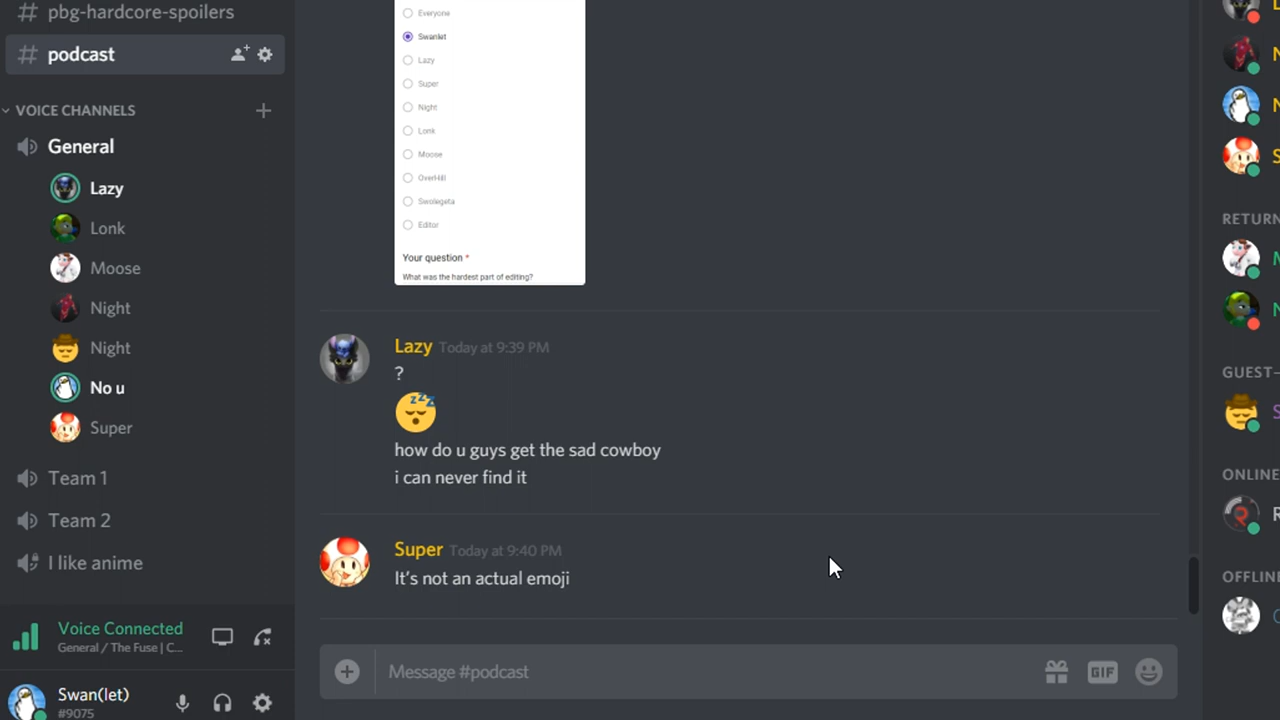 pbg-hardcore-spoilers
podcast
VOICE CHANNELS
General
Lazy
Lonk
Moose
Night
Night
No u
Super
Team 1
Team 2
I like anime
Voice Connected
General / The Fuse | C...
Swan(let)
#9075
Everyone
Swanlet
Lazy
Super
Night
Lonk
Moose
OverHill
Swolegeta
Editor
Your question *
What was the hardest part of editing?
Lazy Today at 9:39 PM
?
zzz
how do u guys get the sad cowboy
i can never find it
Super Today at 9:40 PM
It's not an actual emoji
Message #podcast
GIF
RETURN
GUEST-
ONLINE
OFFLINE